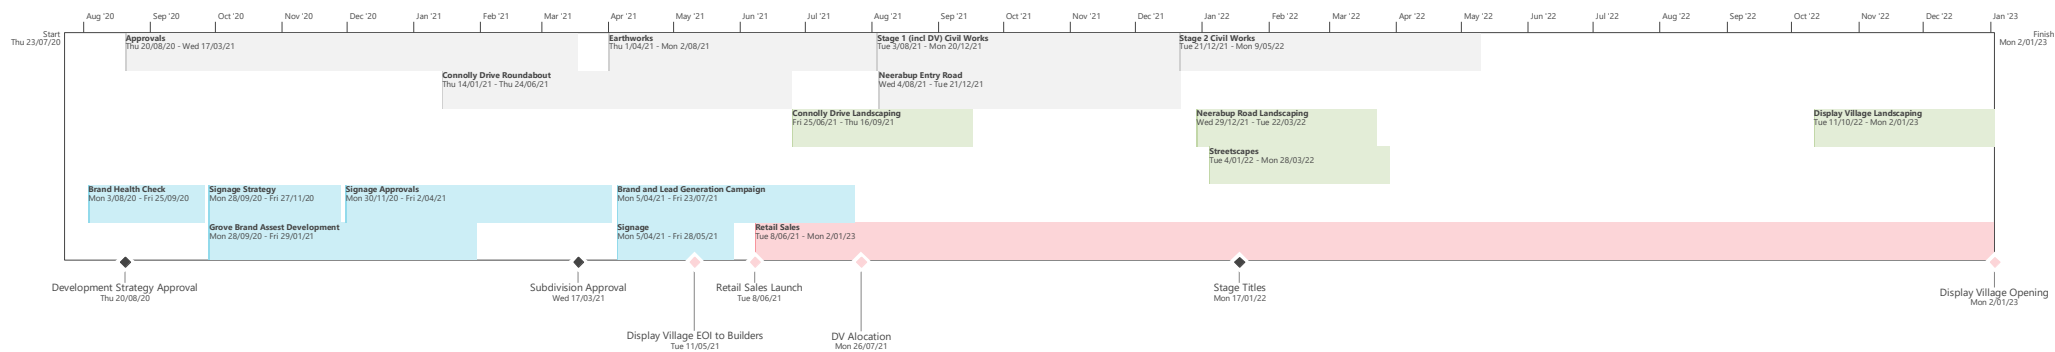 Aug '20 Sep '20 Oct '20 Nov '20 Dec '20 Jan '21 Feb '21 Mar '21 Apr '21 May '21 Jun '21 Jul '21 Aug '21 Sep '21 Oct '21 Nov '21 Dec '21 Jan '22 Feb '22 Mar '22 Apr '22 May '22 Jun '22 Jul '22 Aug '22 Sep '22 Oct '22 Nov '22 Dec '22 Jan '23
Start
Thu 23/07/20
Finish
Mon 2/01/23
Approvals
Thu 20/08/20 - Wed 17/03/21
Earthworks
Thu 1/04/21 - Mon 2/08/21
Stage 1 (incl DV) Civil Works
Tue 3/08/21 - Mon 20/12/21
Stage 2 Civil Works
Tue 21/12/21 - Mon 9/05/22
Connolly Drive Roundabout
Thu 14/01/21 - Thu 24/06/21
Neerabup Entry Road
Wed 4/08/21 - Tue 21/12/21
Connolly Drive Landscaping
Fri 25/06/21 - Thu 16/09/21
Neerabup Road Landscaping
Wed 29/12/21 - Tue 22/03/22
Display Village Landscaping
Tue 11/10/22 - Mon 2/01/23
Streetscapes
Tue 4/01/22 - Mon 28/03/22
Brand Health Check
Mon 3/08/20 - Fri 25/09/20
Signage Strategy
Mon 28/09/20 - Fri 27/11/20
Signage Approvals
Mon 30/11/20 - Fri 2/04/21
Brand and Lead Generation Campaign
Mon 5/04/21 - Fri 23/07/21
Grove Brand Assest Development
Mon 28/09/20 - Fri 29/01/21
Signage
Mon 5/04/21 - Fri 28/05/21
Retail Sales
Tue 8/06/21 - Mon 2/01/23
Development Strategy Approval
Thu 20/08/20
Subdivision Approval
Wed 17/03/21
Retail Sales Launch
Tue 8/06/21
Stage Titles
Mon 17/01/22
Display Village Opening
Mon 2/01/23
Display Village EOI to Builders
Tue 11/05/21
DV Alocation
Mon 26/07/21